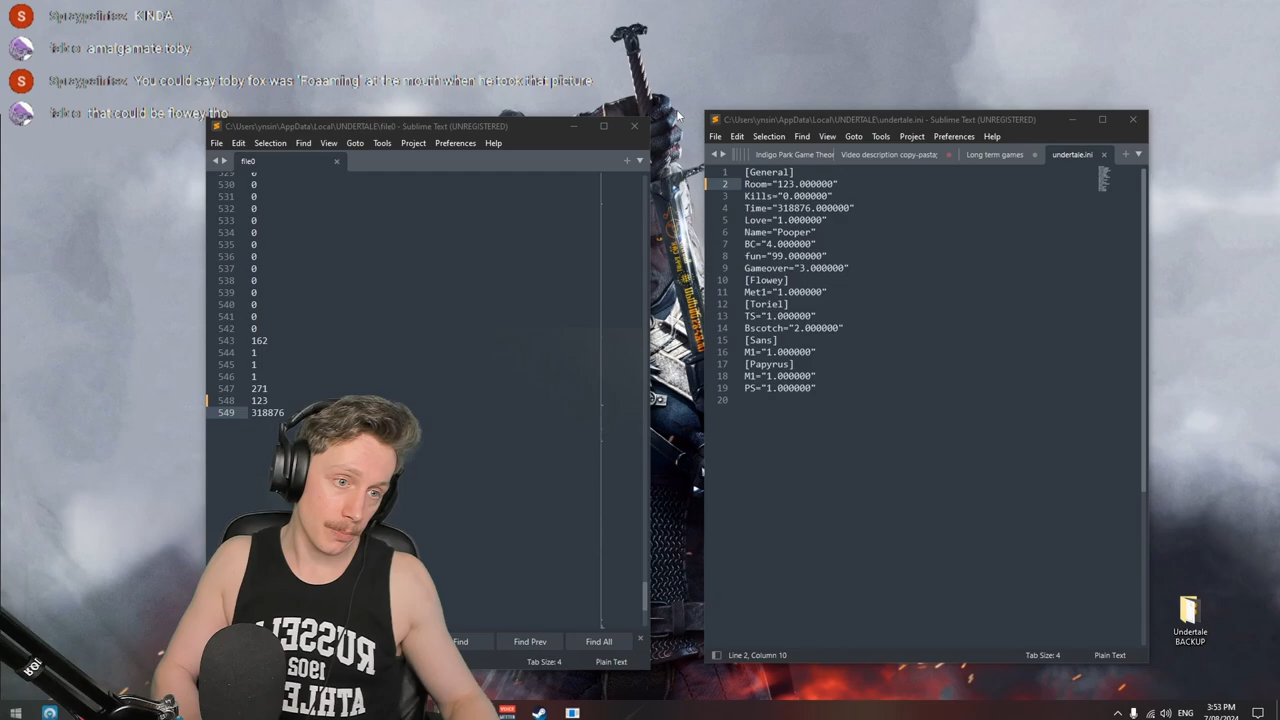 KINDA
amalgamate toby
You could say toby fox was 'Foaaming' at the mouth when he took that picture
that could be flowey tho
C:\Users\ynsin\AppData\Local\UNDERTALE\file0 - Sublime Text (UNREGISTERED)
File Edit Selection Find View Goto Tools Project Preferences Help
file0
529 0
530 0
531 0
532 0
533 0
534 0
535 0
536 0
537 0
538 0
539 0
540 0
541 0
542 0
543 162
544 1
545 1
546 1
547 271
548 123
549 318876
Find Find Prev Find All
Tab Size: 4 Plain Text
C:\Users\ynsin\AppData\Local\UNDERTALE\undertale.ini - Sublime Text (UNREGISTERED)
File Edit Selection Find View Goto Tools Project Preferences Help
Indigo Park Game Theor Video description copy-pasta; Long term games undertale.ini
1 [General]
2 Room="123.000000"
3 Kills="0.000000"
4 Time="318876.000000"
5 Love="1.000000"
6 Name="Pooper"
7 BC="4.000000"
8 fun="99.000000"
9 Gameover="3.000000"
10 [Flowey]
11 Met1="1.000000"
12 [Toriel]
13 TS="1.000000"
14 Bscotch="2.000000"
15 [Sans]
16 M1="1.000000"
17 [Papyrus]
18 M1="1.000000"
19 PS="1.000000"
20
Line 2, Column 10 Tab Size: 4 Plain Text
RUSSELL
1902
ATHLE
Undertale
BACKUP
ENG
3:53 PM
7/08/2024